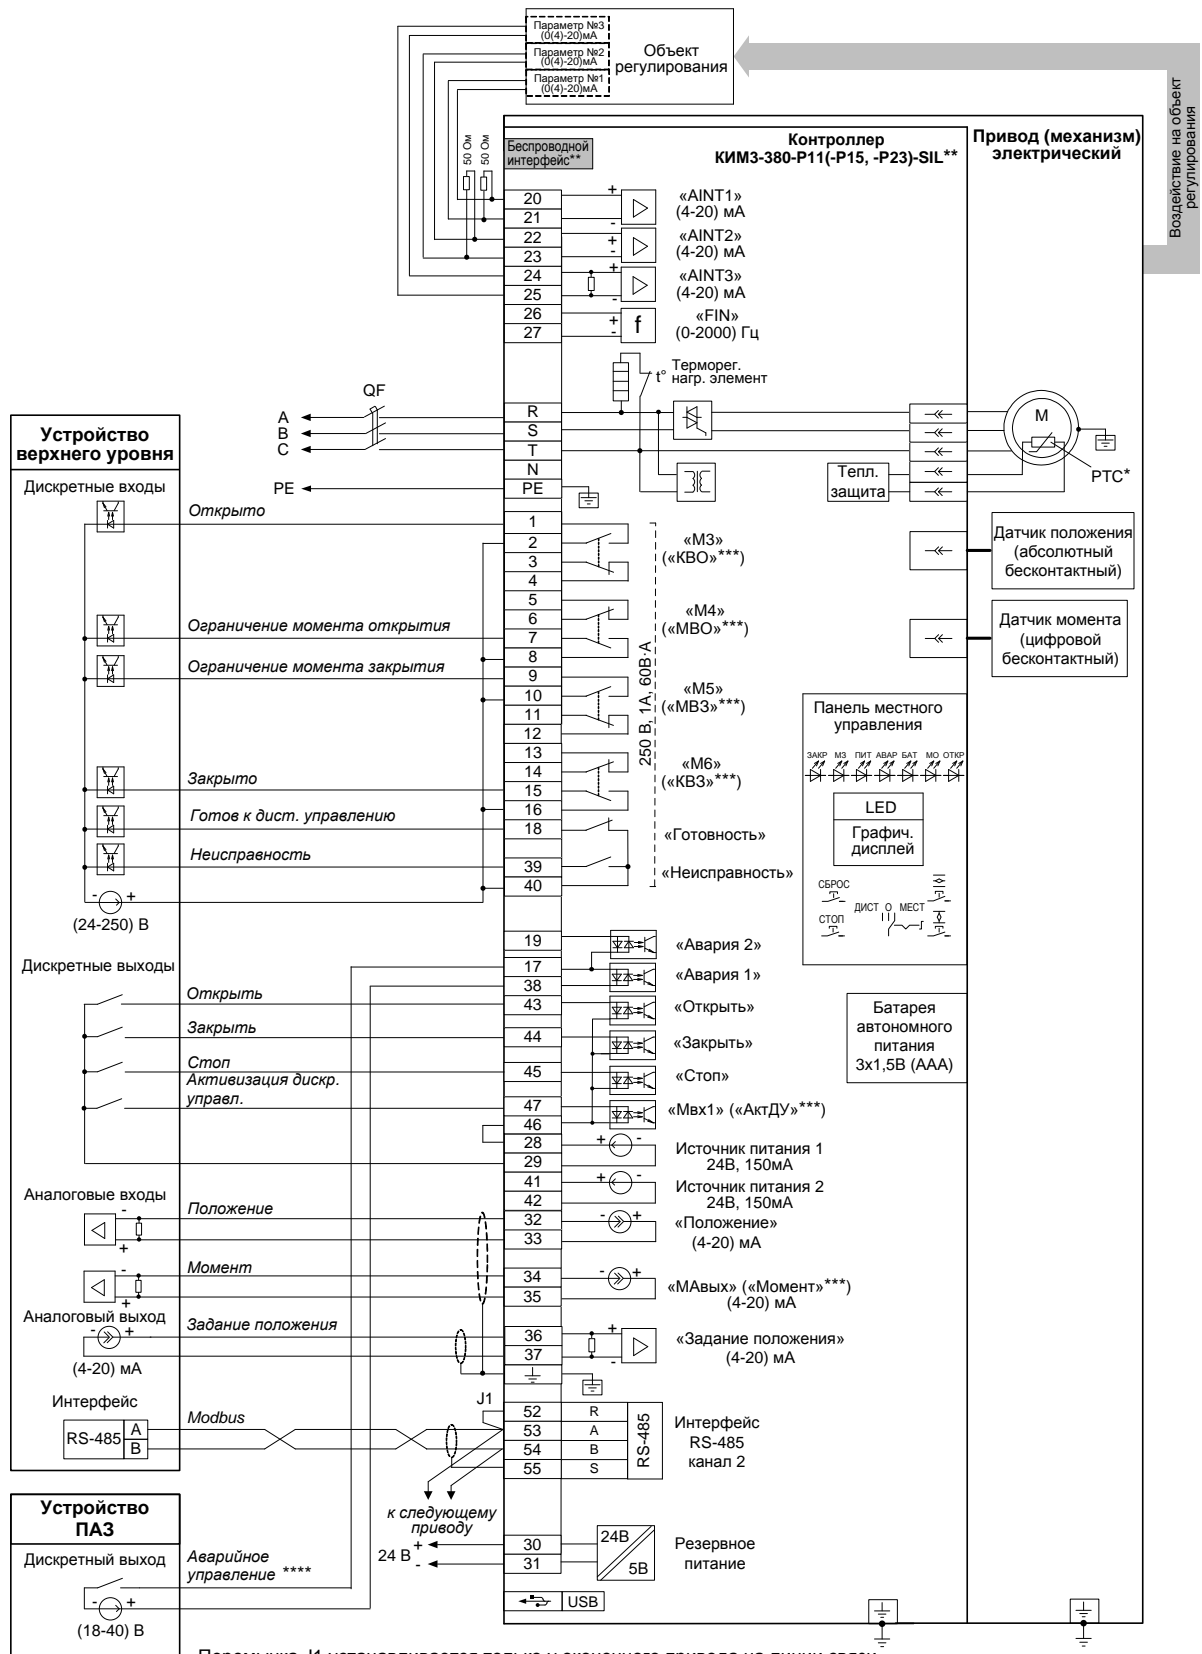 Параметр №3
(0(4)-20)мА
Параметр №2
(0(4)-20)мА
Параметр №1
(0(4)-20)мА
Объект
регулирования
Воздействие на объект
регулирования
50 Ом
50 Ом
Беспроводной
интерфейс**
Контроллер
КИМ3-380-Р11(-Р15, -Р23)-SIL**
Привод (механизм)
электрический
20
21
22
23
24
25
26
27
+
-
«AINT1»
(4-20) мА
+
-
«AINT2»
(4-20) мА
+
-
«AINT3»
(4-20) мА
+
-
f
«FIN»
(0-2000) Гц
t°
Терморег.
нагр. элемент
QF
A
B
C
PE
R
S
T
N
PE
Тепл.
защита
M
PTC*
Устройство
верхнего уровня
Дискретные входы
Открыто
Ограничение момента открытия
Ограничение момента закрытия
Закрыто
Готов к дист. управлению
Неисправность
- +
(24-250) В
1
2
3
4
5
6
7
8
9
10
11
12
13
14
15
16
18
39
40
«М3»
(«КВО»***)
«М4»
(«МВО»***)
«М5»
(«МВЗ»***)
«М6»
(«КВЗ»***)
250 В, 1А, 60В·А
«Готовность»
«Неисправность»
Датчик положения
(абсолютный
бесконтактный)
Датчик момента
(цифровой
бесконтактный)
Панель местного
управления
ЗАКР МЗ ПИТ АВАР БАТ МО ОТКР
LED
Графич.
дисплей
СБРОС
СТОП
ДИСТ О МЕСТ
Батарея
автономного
питания
3х1,5В (ААА)
Дискретные выходы
Открыть
Закрыть
Стоп
Активизация дискр.
управл.
19
17
38
43
44
45
47
46
28
29
41
42
32
33
34
35
36
37
«Авария 2»
«Авария 1»
«Открыть»
«Закрыть»
«Стоп»
«Мвх1» («АктДУ»***)
+ -
Источник питания 1
24В, 150мА
+ -
Источник питания 2
24В, 150мА
- +
«Положение»
(4-20) мА
- +
«МАвых» («Момент»***)
(4-20) мА
+
-
«Задание положения»
(4-20) мА
Аналоговые входы
Положение
-
+
Момент
-
+
Аналоговый выход
Задание положения
- +
(4-20) мА
Интерфейс
RS-485
A
B
Modbus
J1
52 R
53 A
54 B
55 S
RS-485
Интерфейс
RS-485
канал 2
к следующему
приводу
24 В
+
-
30
31
24В
5В
Резервное
питание
USB
Устройство
ПАЗ
Дискретный выход
Аварийное
управление ****
- +
(18-40) В